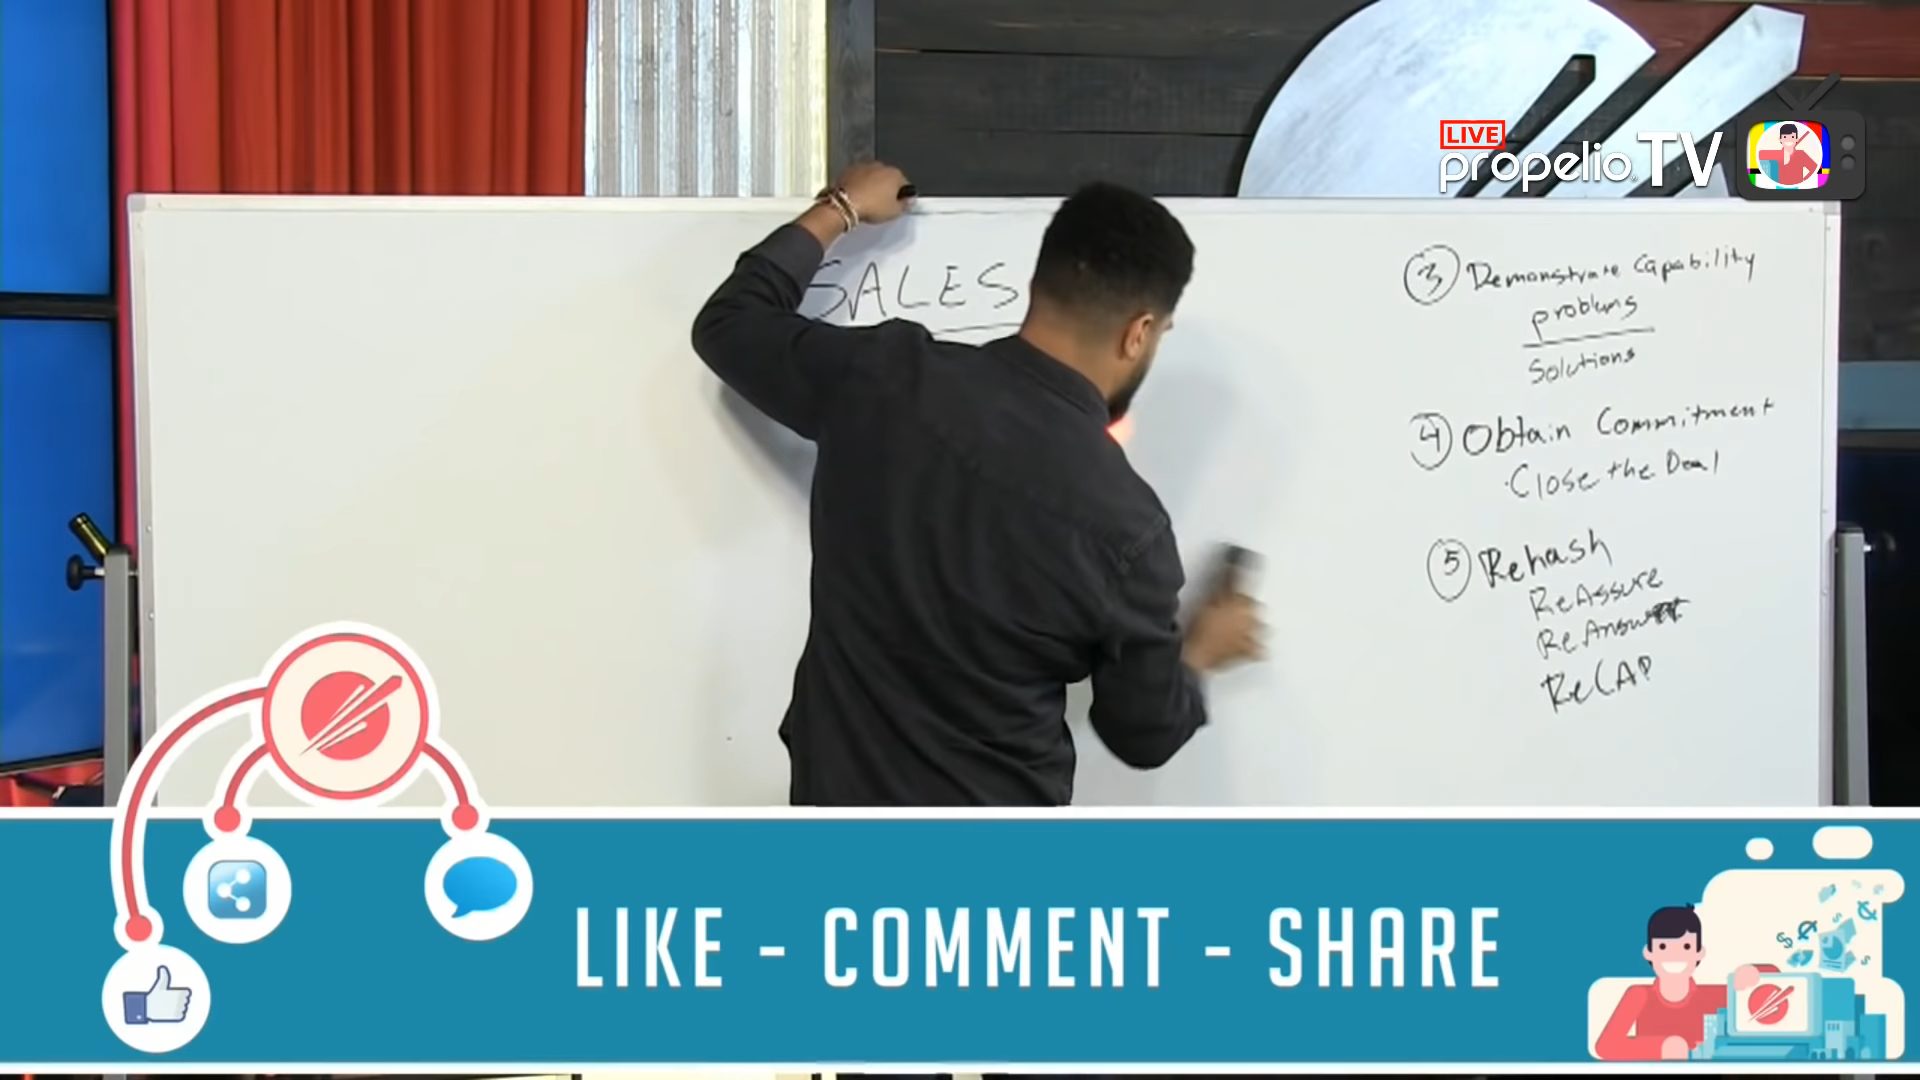 LIVE
propelio.TV
SALES
3 Demonstrate Capability
problems
Solutions
4 Obtain Commitment
Close the Deal
5 Rehash
ReAssure
ReCAP
LIKE - COMMENT - SHARE